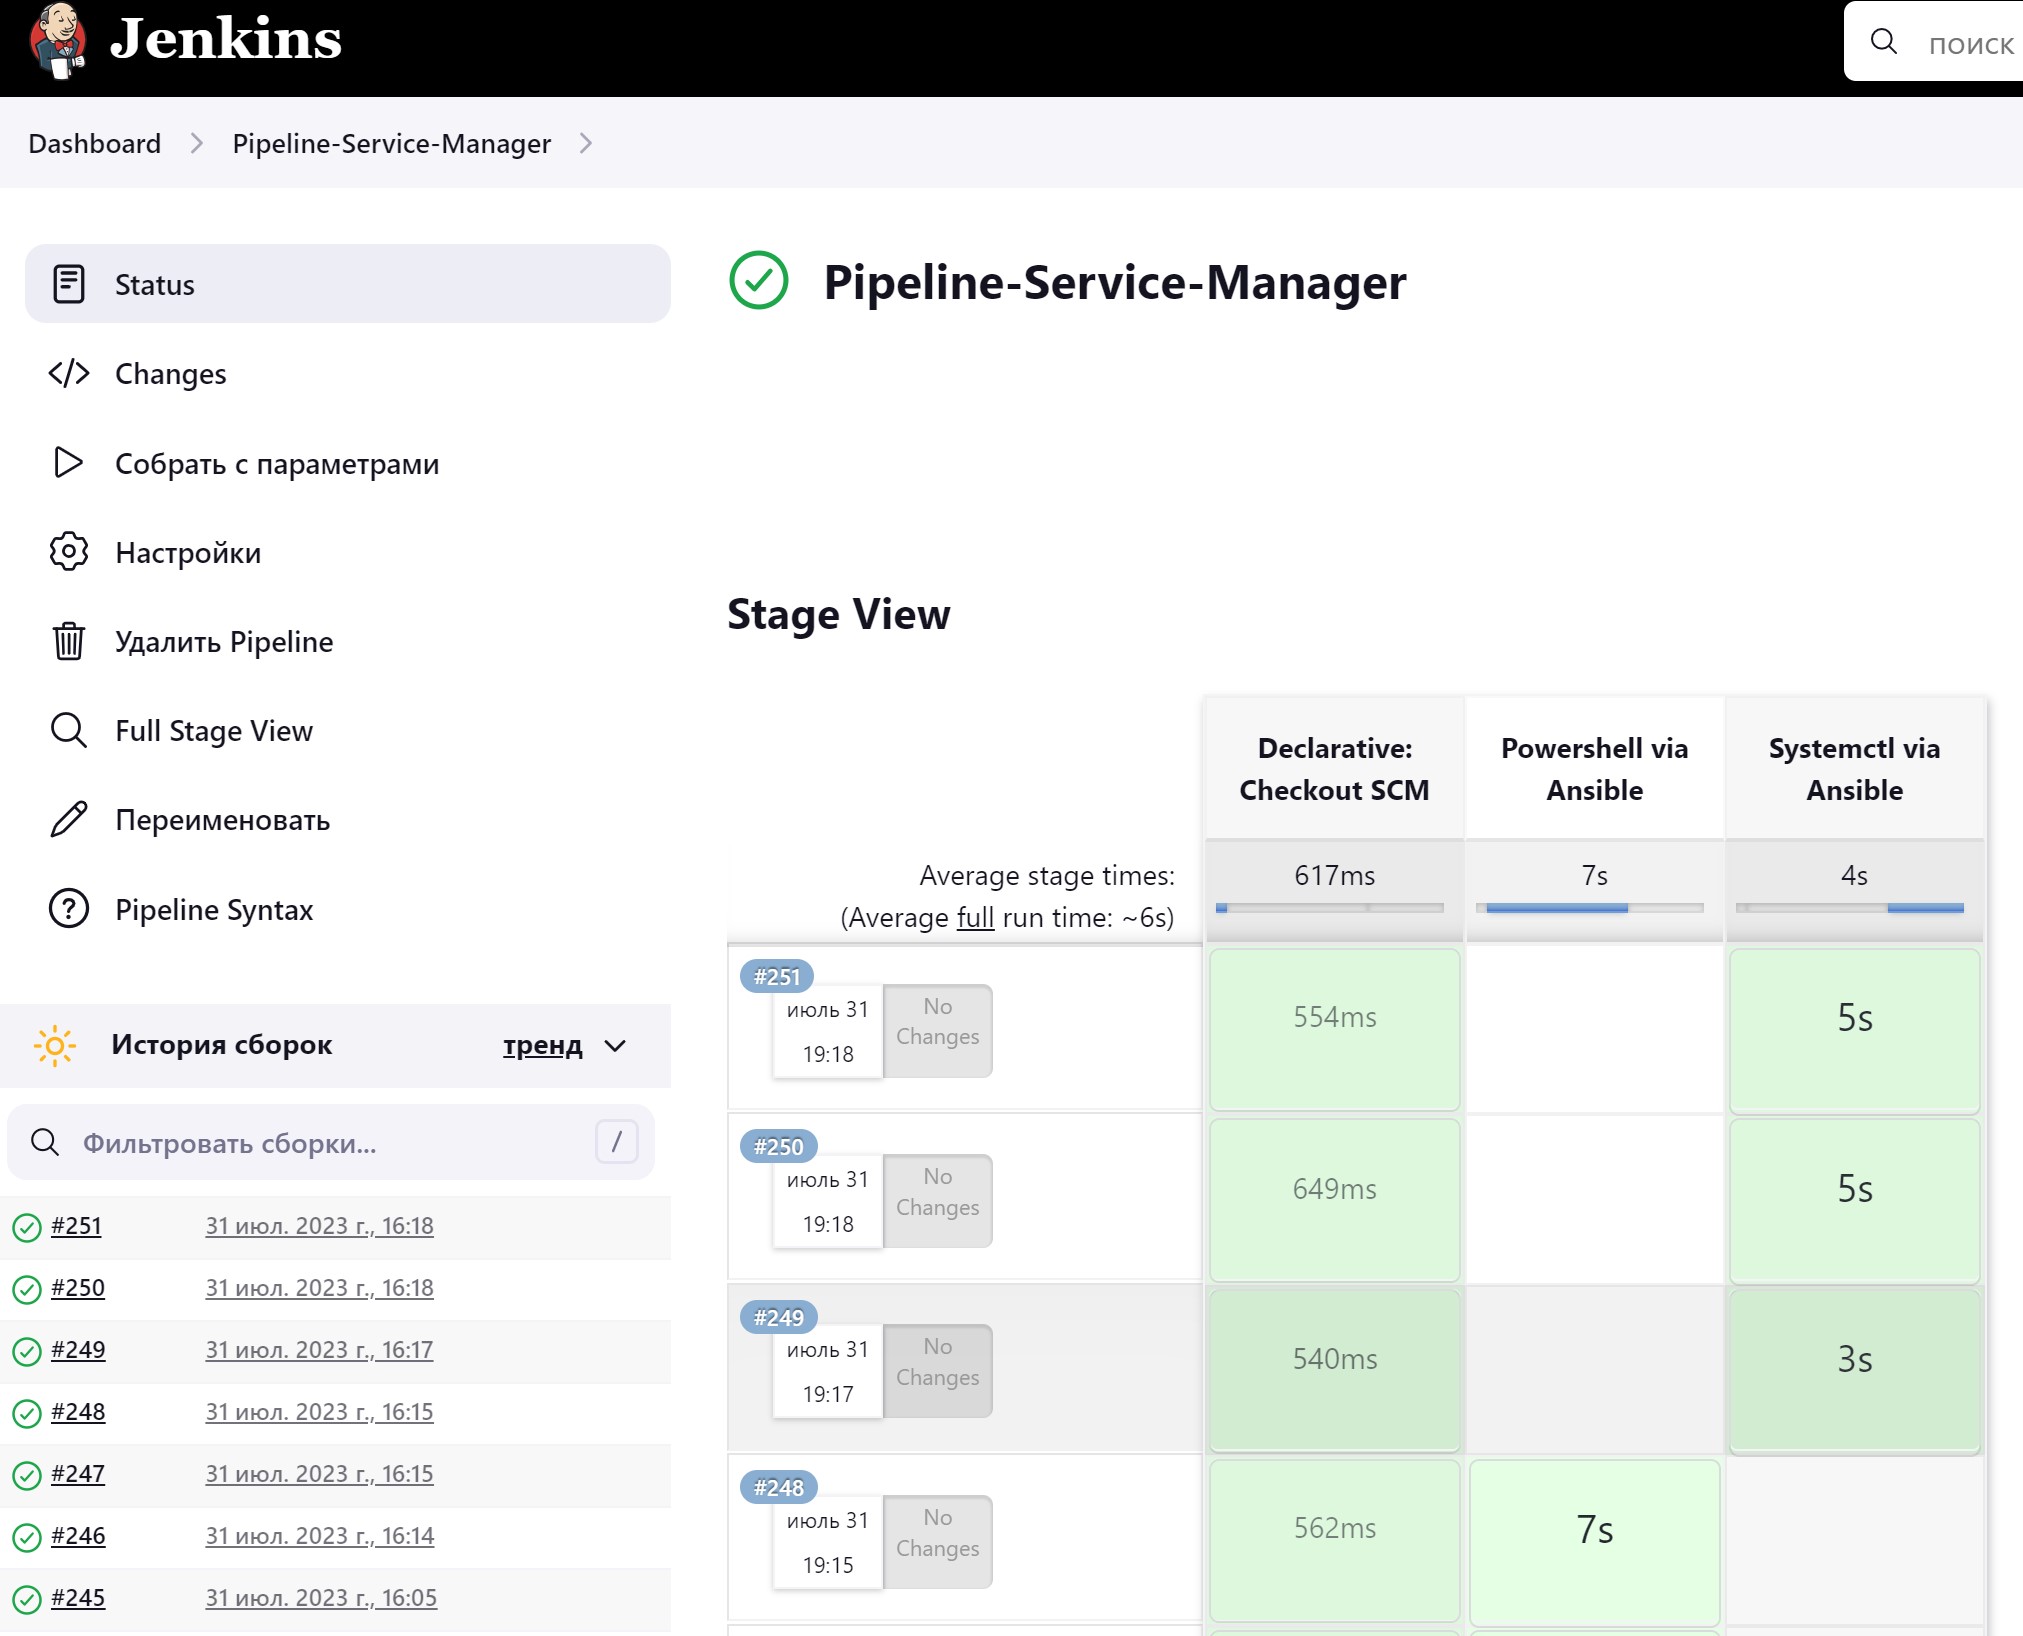 Jenkins
поиск
Dashboard
Pipeline-Service-Manager
Status
Changes
Собрать с параметрами
Настройки
Удалить Pipeline
Full Stage View
Переименовать
Pipeline Syntax
История сборок
тренд
Фильтровать сборки...
/
#251 31 июл. 2023 г., 16:18
#250 31 июл. 2023 г., 16:18
#249 31 июл. 2023 г., 16:17
#248 31 июл. 2023 г., 16:15
#247 31 июл. 2023 г., 16:15
#246 31 июл. 2023 г., 16:14
#245 31 июл. 2023 г., 16:05
Pipeline-Service-Manager
Stage View
Declarative:
Checkout SCM
Powershell via
Ansible
Systemctl via
Ansible
Average stage times:
(Average full run time: ~6s)
617ms
7s
4s
#251
июль 31
19:18
No
Changes
554ms
5s
#250
июль 31
19:18
No
Changes
649ms
5s
#249
июль 31
19:17
No
Changes
540ms
3s
#248
июль 31
19:15
No
Changes
562ms
7s